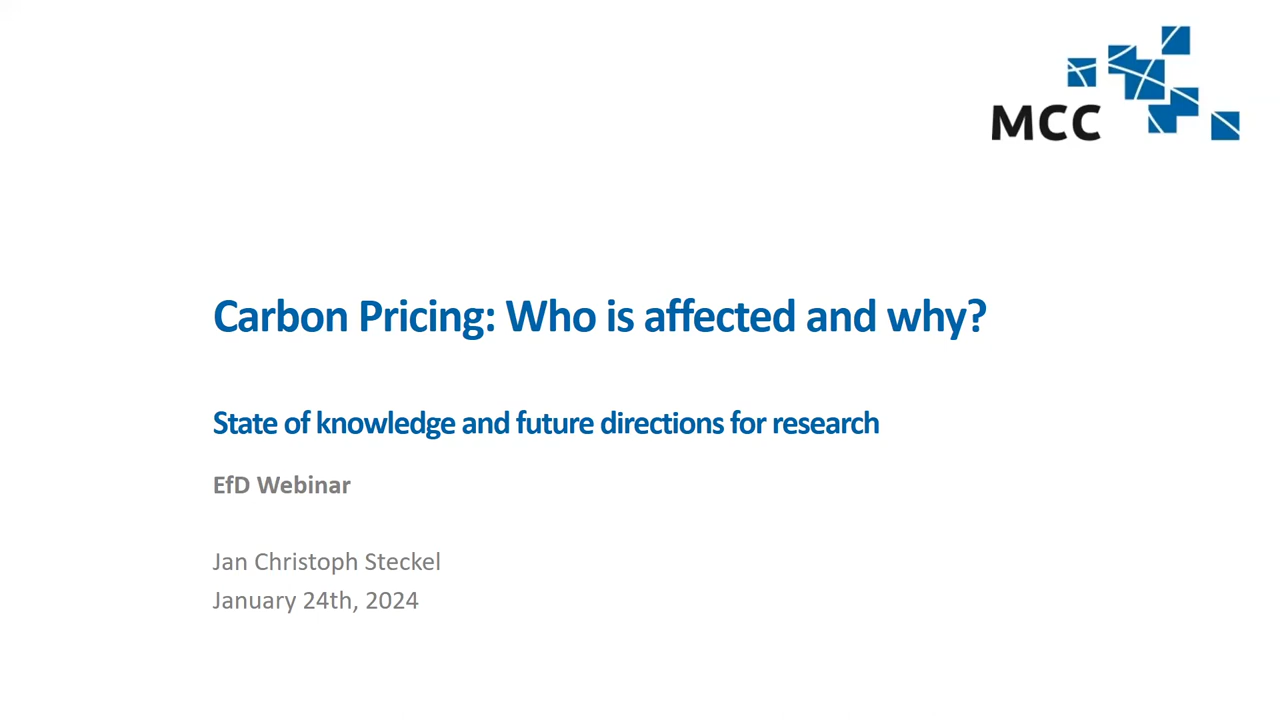 MCC
Carbon Pricing: Who is affected and why?
State of knowledge and future directions for research
EfD Webinar
Jan Christoph Steckel
January 24th, 2024